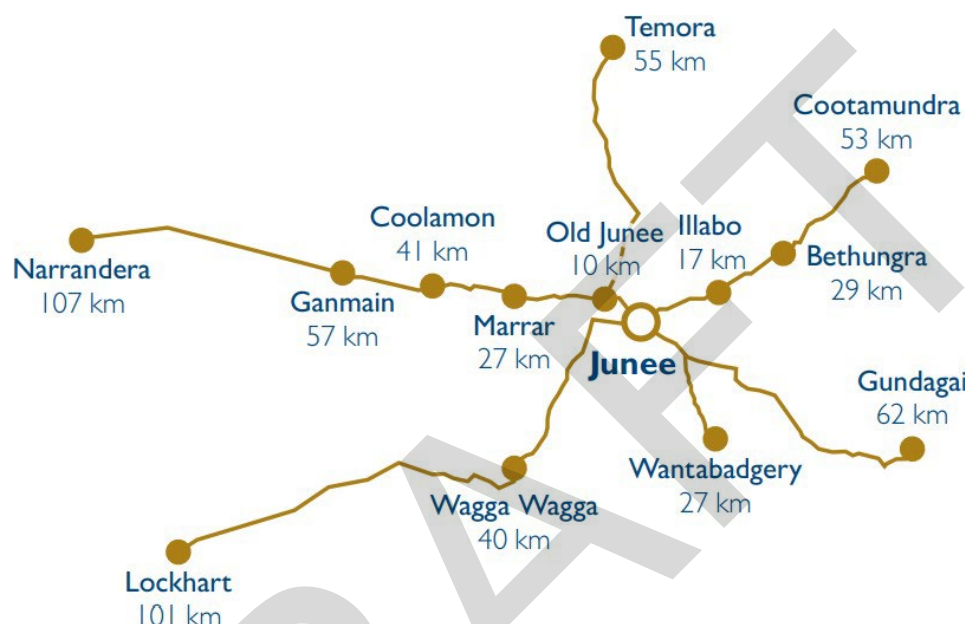 Temora
55 km
Cootamundra
53 km
Coolamon
41 km
Old Junee
10 km
Illabo
17 km
Narrandera
107 km
Ganmain
57 km
Marrar
27 km
Bethungra
29 km
Junee
Gundagai
62 km
Wantabadgery
27 km
Wagga Wagga
40 km
Lockhart
101 km